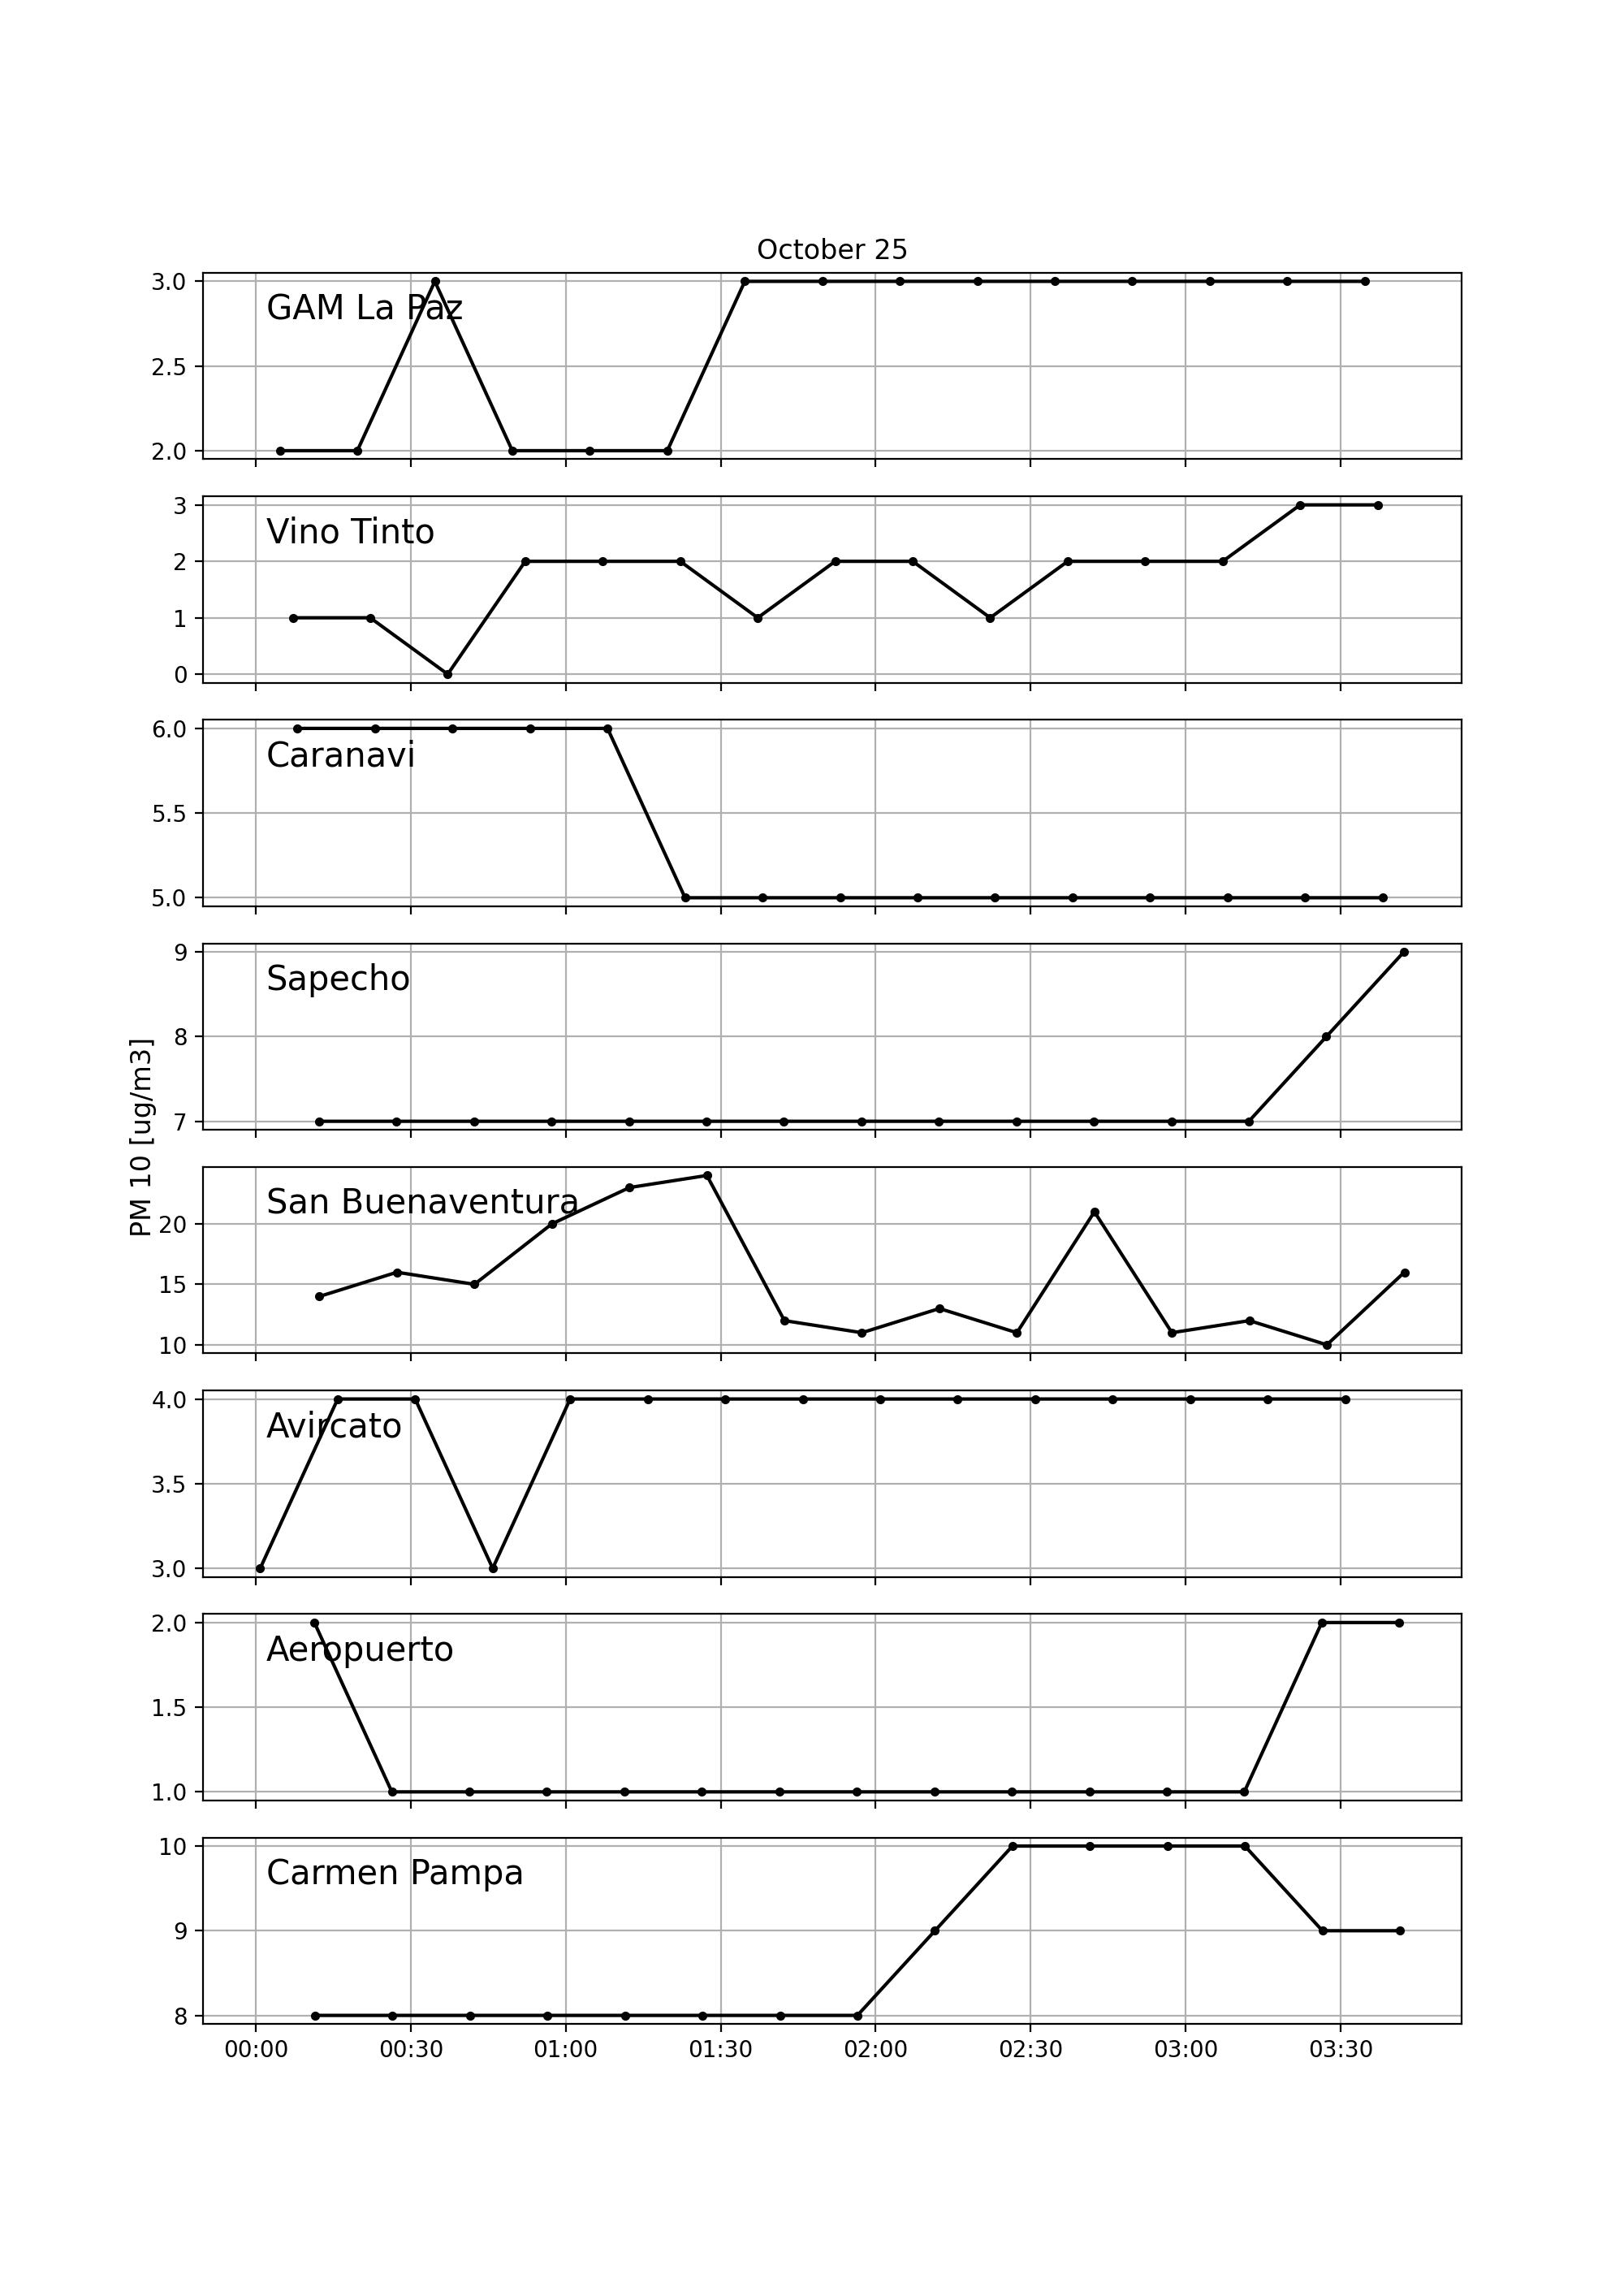 October 25
3.0
GAM La Paz
2.5
2.0
3
Vino Tinto
2
1
0
6.0
Caranavi
5.5
5.0
9
Sapecho
8
7
PM 10 [ug/m3]
San Buenaventura
20
15
10
4.0
Avircato
3.5
3.0
2.0
Aeropuerto
1.5
1.0
10
Carmen Pampa
9
8
00:00 00:30 01:00 01:30 02:00 02:30 03:00 03:30